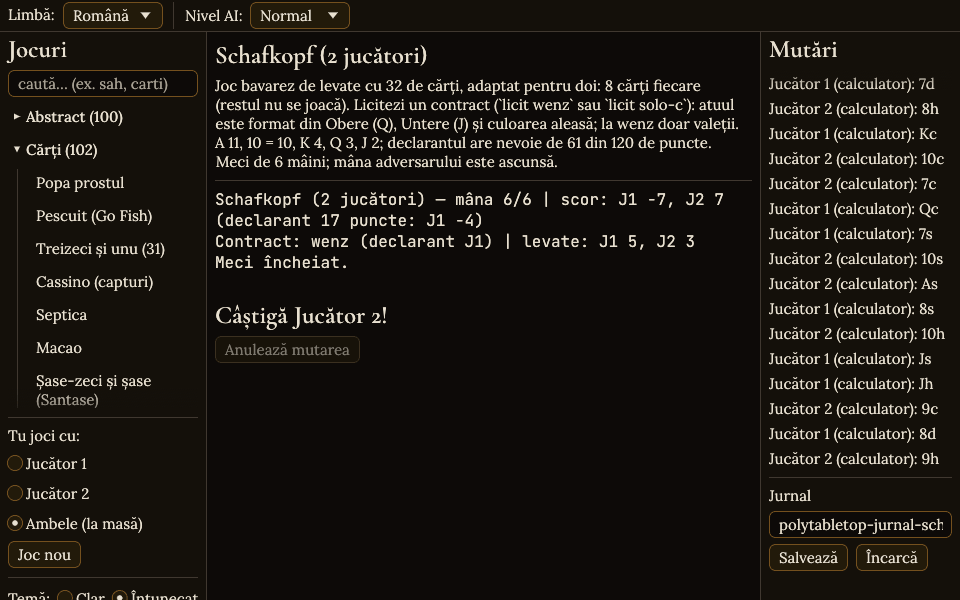 Limbă:
Română
Nivel AI:
Normal
Jocuri
caută... (ex. sah, carti)
Abstract (100)
Cărți (102)
Popa prostul
Pescuit (Go Fish)
Treizeci și unu (31)
Cassino (capturi)
Septica
Macao
Șase-zeci și șase
(Santase)
Tu joci cu:
Jucător 1
Jucător 2
Ambele (la masă)
Joc nou
Temă: Clar Întunecat
Schafkopf (2 jucători)
Joc bavarez de levate cu 32 de cărți, adaptat pentru doi: 8 cărți fiecare
(restul nu se joacă). Licitezi un contract (`licit wenz` sau `licit solo-c`): atuul
este format din Obere (Q), Untere (J) și culoarea aleasă; la wenz doar valeții.
A 11, 10 = 10, K 4, Q 3, J 2; declarantul are nevoie de 61 din 120 de puncte.
Meci de 6 mâini; mâna adversarului este ascunsă.
Schafkopf (2 jucători) — mâna 6/6 | scor: J1 -7, J2 7
(declarant 17 puncte: J1 -4)
Contract: wenz (declarant J1) | levate: J1 5, J2 3
Meci încheiat.
Câștigă Jucător 2!
Anulează mutarea
Mutări
Jucător 1 (calculator): 7d
Jucător 2 (calculator): 8h
Jucător 1 (calculator): Kc
Jucător 2 (calculator): 10c
Jucător 2 (calculator): 7c
Jucător 1 (calculator): Qc
Jucător 1 (calculator): 7s
Jucător 2 (calculator): 10s
Jucător 2 (calculator): As
Jucător 1 (calculator): 8s
Jucător 2 (calculator): 10h
Jucător 1 (calculator): Js
Jucător 1 (calculator): Jh
Jucător 2 (calculator): 9c
Jucător 1 (calculator): 8d
Jucător 2 (calculator): 9h
Jurnal
polytabletop-jurnal-sch
Salvează
Încarcă